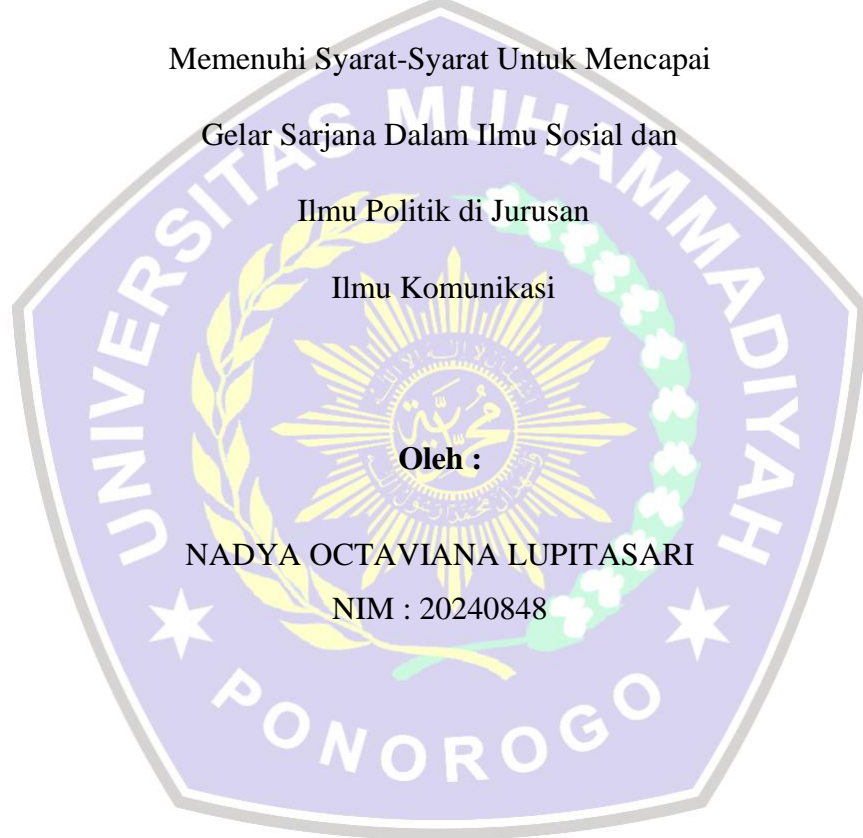 Memenuhi Syarat-Syarat Untuk Mencapai
Gelar Sarjana Dalam Ilmu Sosial dan
Ilmu Politik di Jurusan
Ilmu Komunikasi
Oleh :
NADYA OCTAVIANA LUPITASARI
NIM : 20240848
UNIVERSITAS MUHAMMADIYAH
PONOROGO